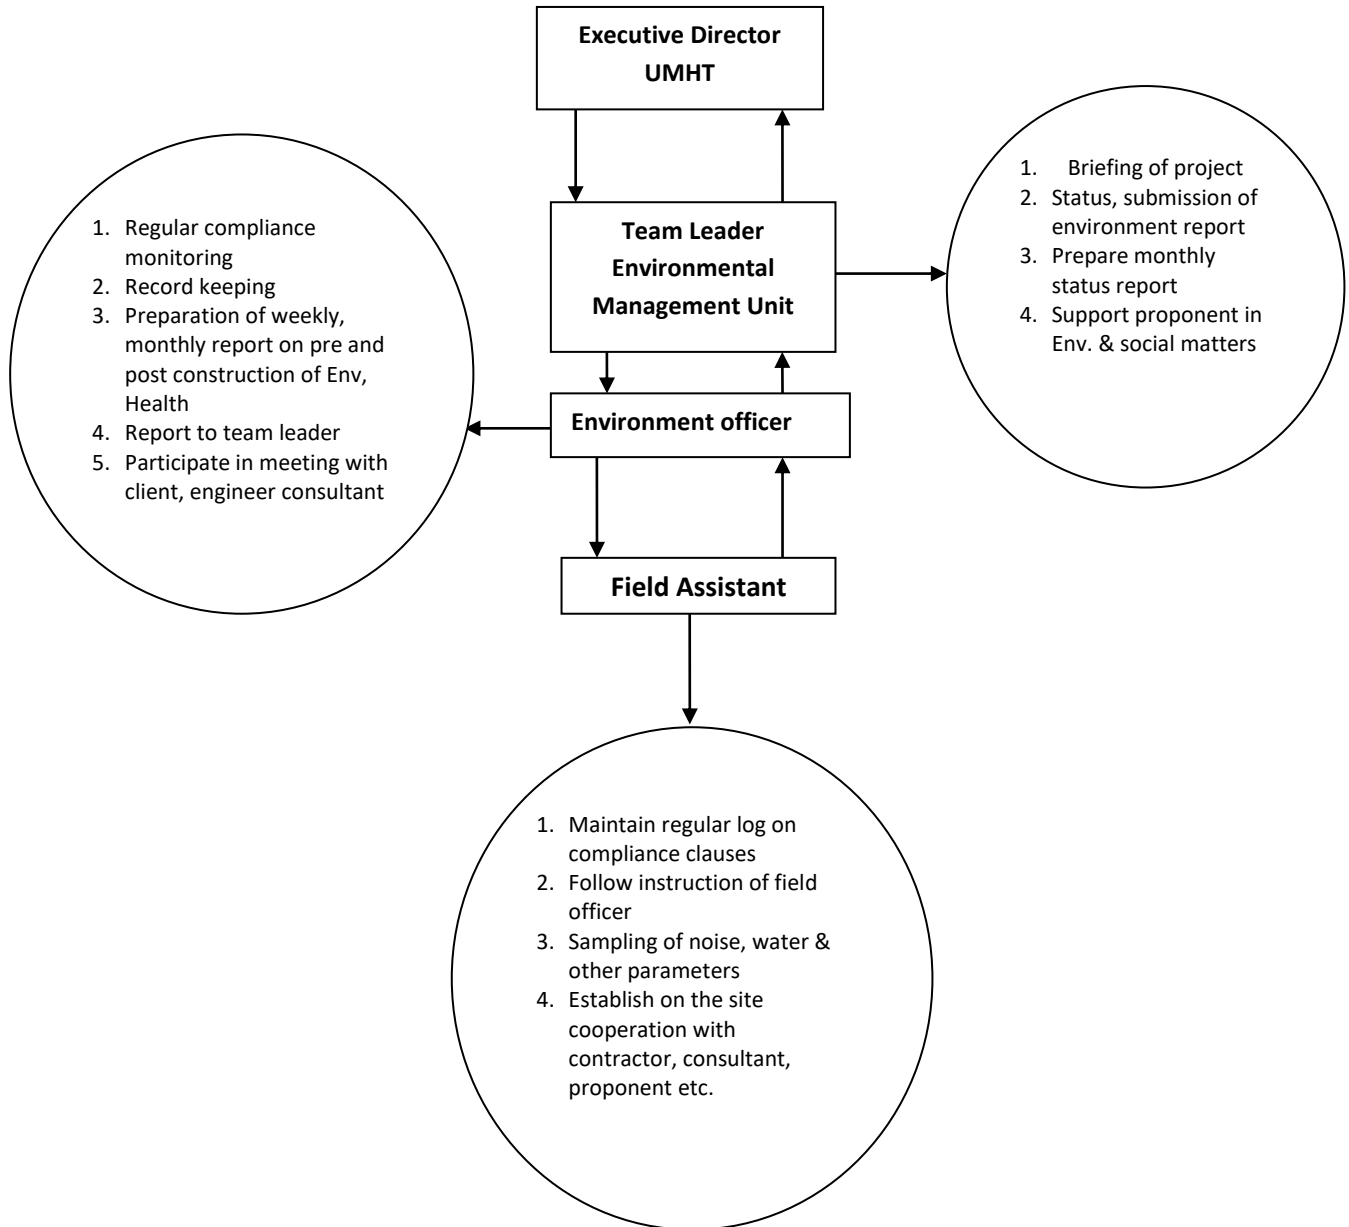 Executive Director
UMHT
1. Briefing of project
2. Status, submission of
environment report
3. Prepare monthly
status report
4. Support proponent in
Env. & social matters
Team Leader
Environmental
Management Unit
1. Regular compliance
monitoring
2. Record keeping
3. Preparation of weekly,
monthly report on pre and
post construction of Env,
Health
4. Report to team leader
5. Participate in meeting with
client, engineer consultant
Environment officer
Field Assistant
1. Maintain regular log on
compliance clauses
2. Follow instruction of field
officer
3. Sampling of noise, water &
other parameters
4. Establish on the site
cooperation with
contractor, consultant,
proponent etc.